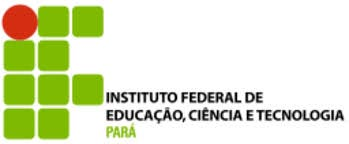 INSTITUTO FEDERAL DE
EDUCAÇÃO, CIÊNCIA E TECNOLOGIA
PARÁ